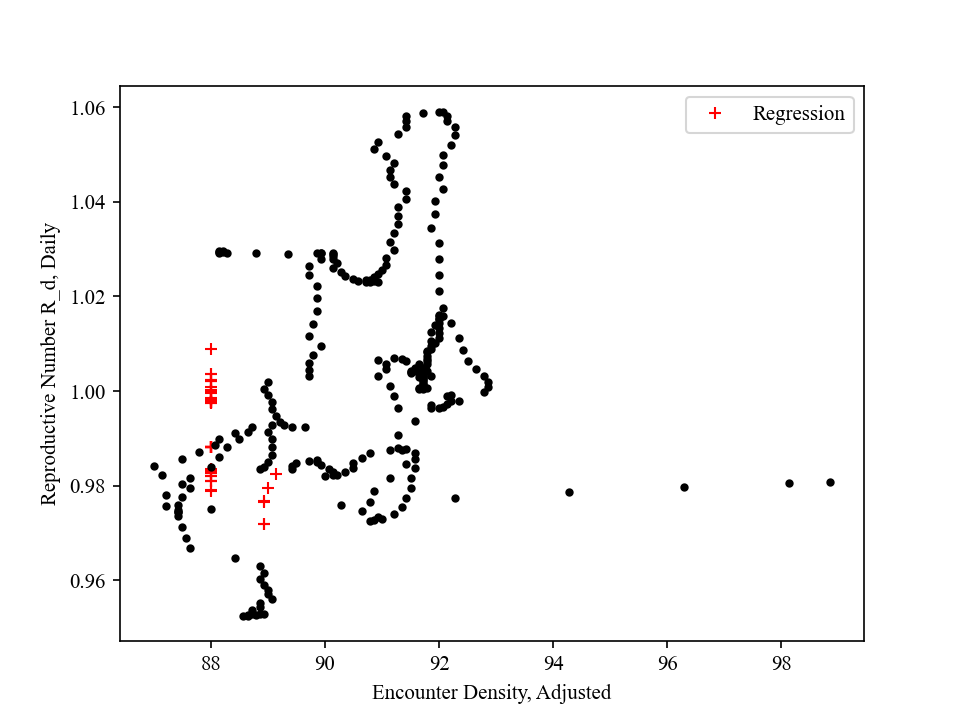 Regression
1.06
1.04
1.02
1.00
0.98
0.96
Reproductive Number R_d, Daily
88 90 92 94 96 98
Encounter Density, Adjusted